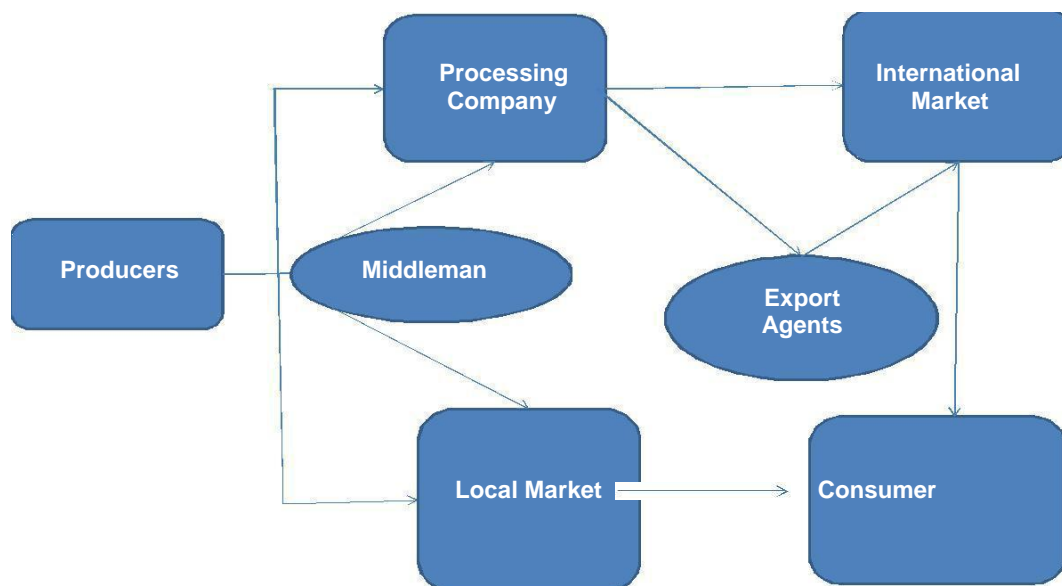 Processing
Company
International
Market
Producers
Middleman
Export
Agents
Local Market
Consumer